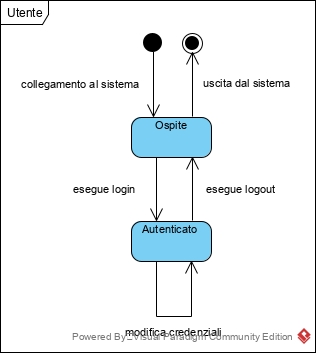 Utente
collegamento al sistema
uscita dal sistema
Ospite
esegue login
esegue logout
Autenticato
modifica credenziali
Powered By Visual Paradigm Community Edition